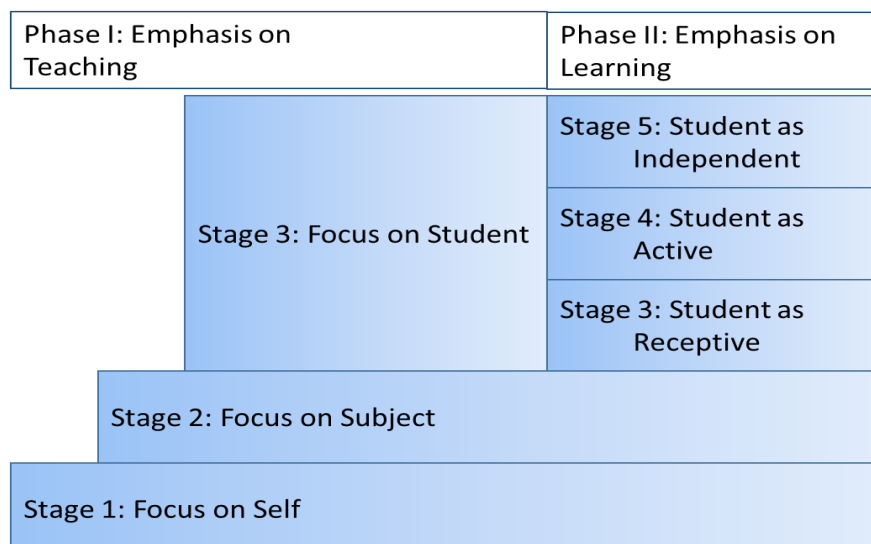 Phase I: Emphasis on
Teaching
Phase II: Emphasis on
Learning
Stage 3: Focus on Student
Stage 5: Student as
Independent
Stage 4: Student as
Active
Stage 3: Student as
Receptive
Stage 2: Focus on Subject
Stage 1: Focus on Self